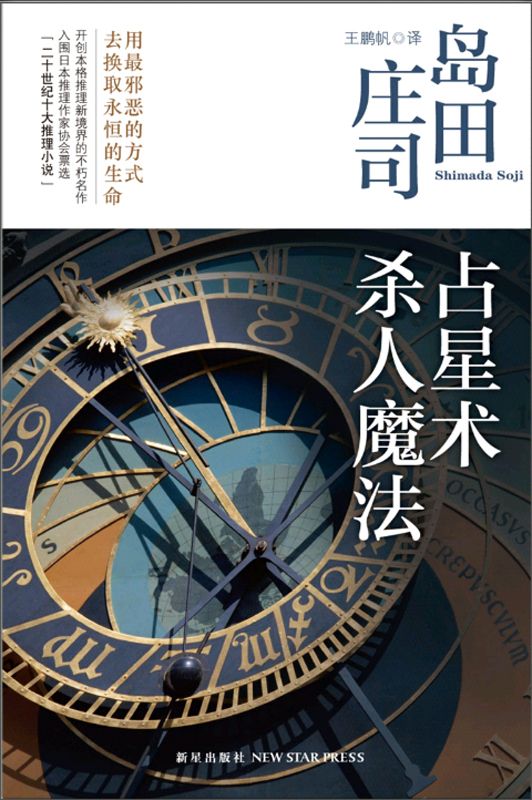 岛田
庄司
Shimada Soji
王鹏帆◎译
用最邪恶的方式
去换取永恒的生命
开创本格推理新境界的不朽名作
入围日本推理作家协会票选
「二十世纪十大推理小说」
占星术
杀人魔法
OCCASVS
CREPVSCVLVM
XI
新星出版社 NEW STAR PRESS